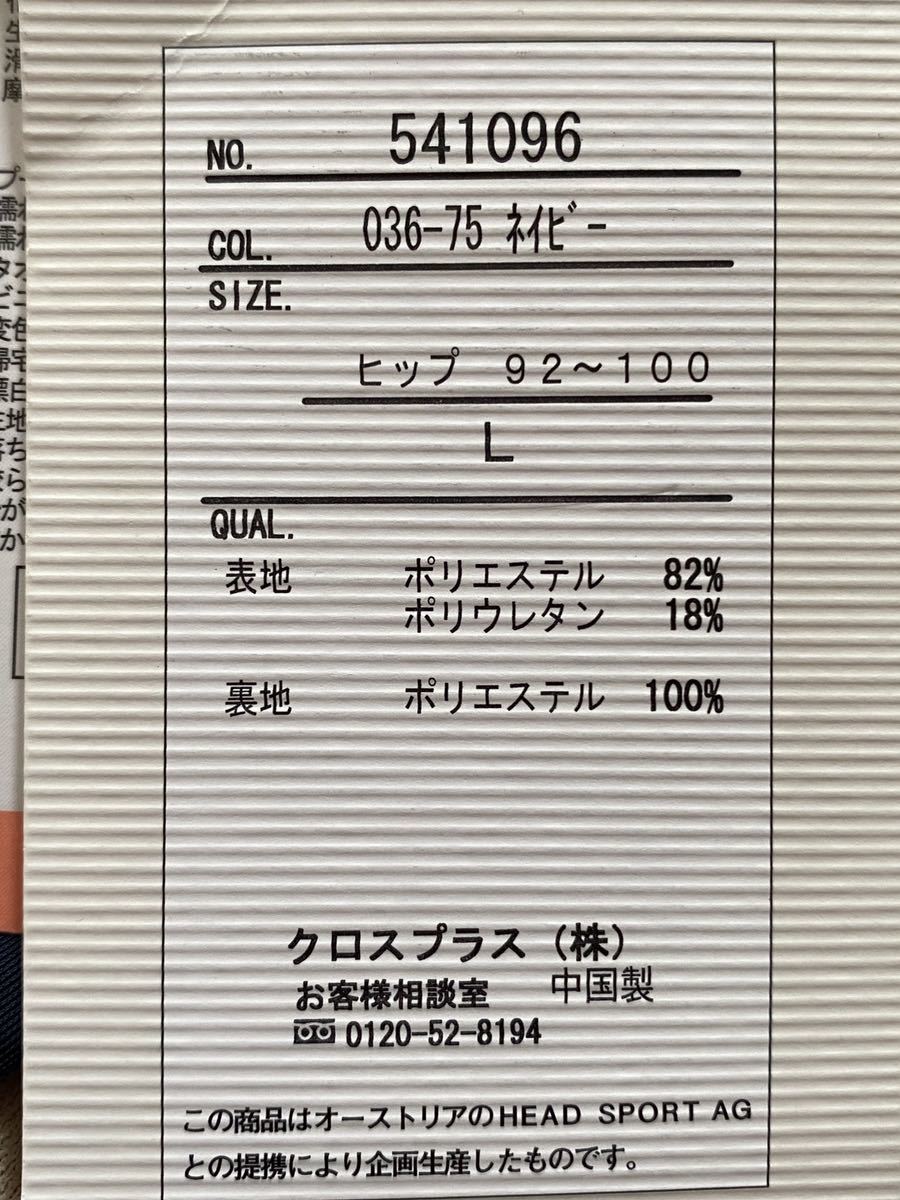 NO. 541096
COL. 036-75 ﾈｲﾋﾞｰ
SIZE.
ヒップ ９２～１００
L
QUAL.
表地 ポリエステル 82%
ポリウレタン 18%
裏地 ポリエステル 100%
クロスプラス（株）
お客様相談室 中国製
0120-52-8194
この商品はオーストリアのHEAD SPORT AG
との提携により企画生産したものです。